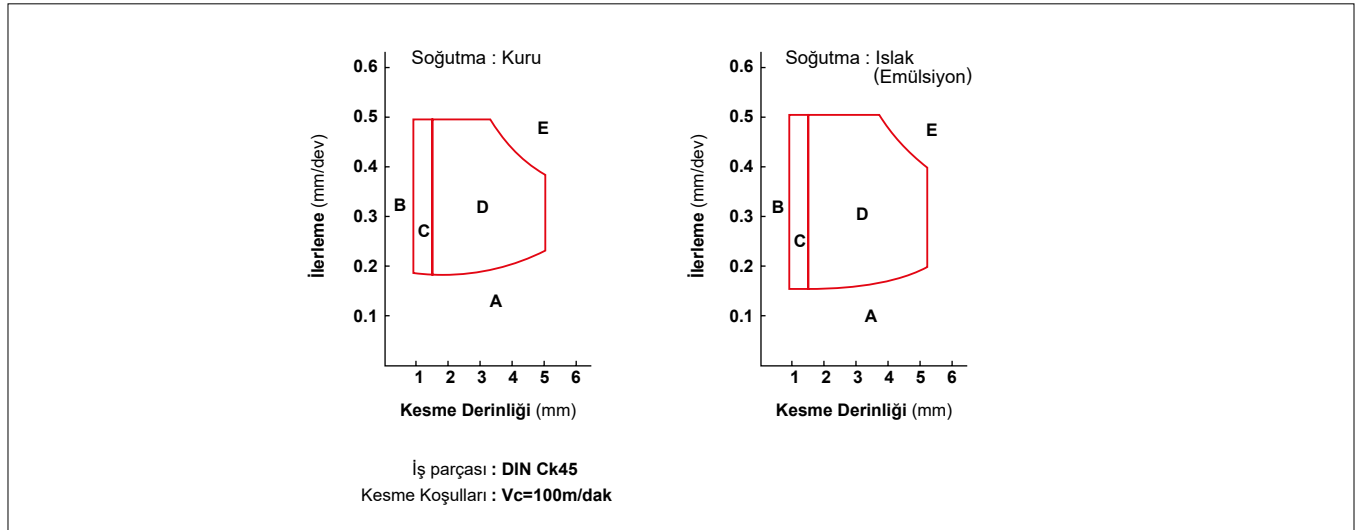 Soğutma : Kuru
0.6
0.5
0.4
0.3
0.2
0.1
İlerleme (mm/dev)
B
C
D
E
A
1 2 3 4 5 6
Kesme Derinliği (mm)
Soğutma : Islak
(Emülsiyon)
0.6
0.5
0.4
0.3
0.2
0.1
İlerleme (mm/dev)
B
C
D
E
A
1 2 3 4 5 6
Kesme Derinliği (mm)
İş parçası : DIN Ck45
Kesme Koşulları : Vc=100m/dak